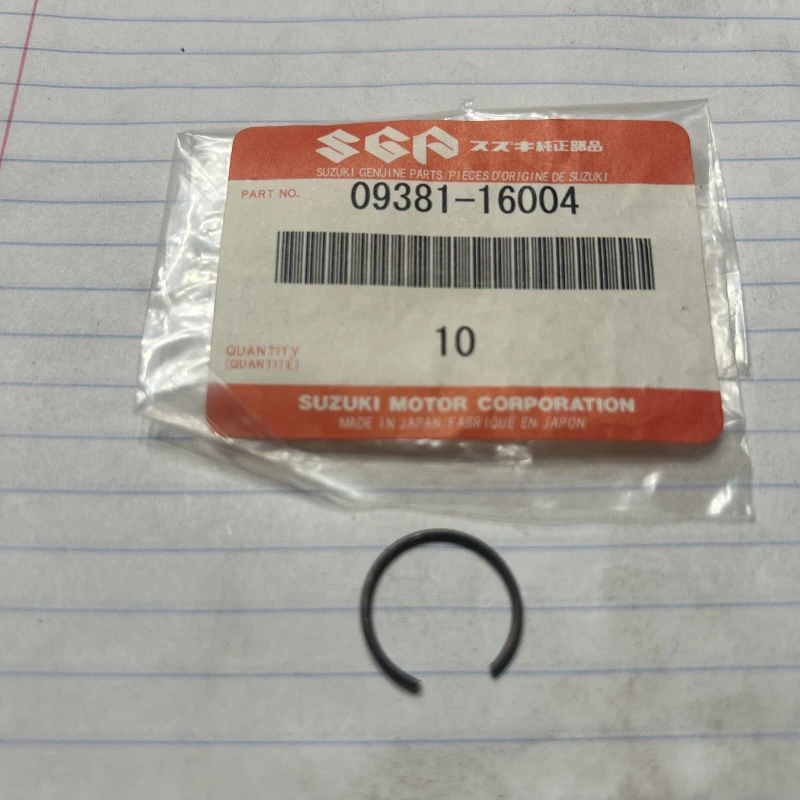 SGP スズキ純正部品
SUZUKI GENUINE PARTS/PIÈCES D'ORIGINE DE SUZUKI
PART NO. 09381-16004
QUANTITY 10
(QUANTITÉ)
SUZUKI MOTOR CORPORATION
MADE IN JAPAN/FABRIQUE EN JAPON